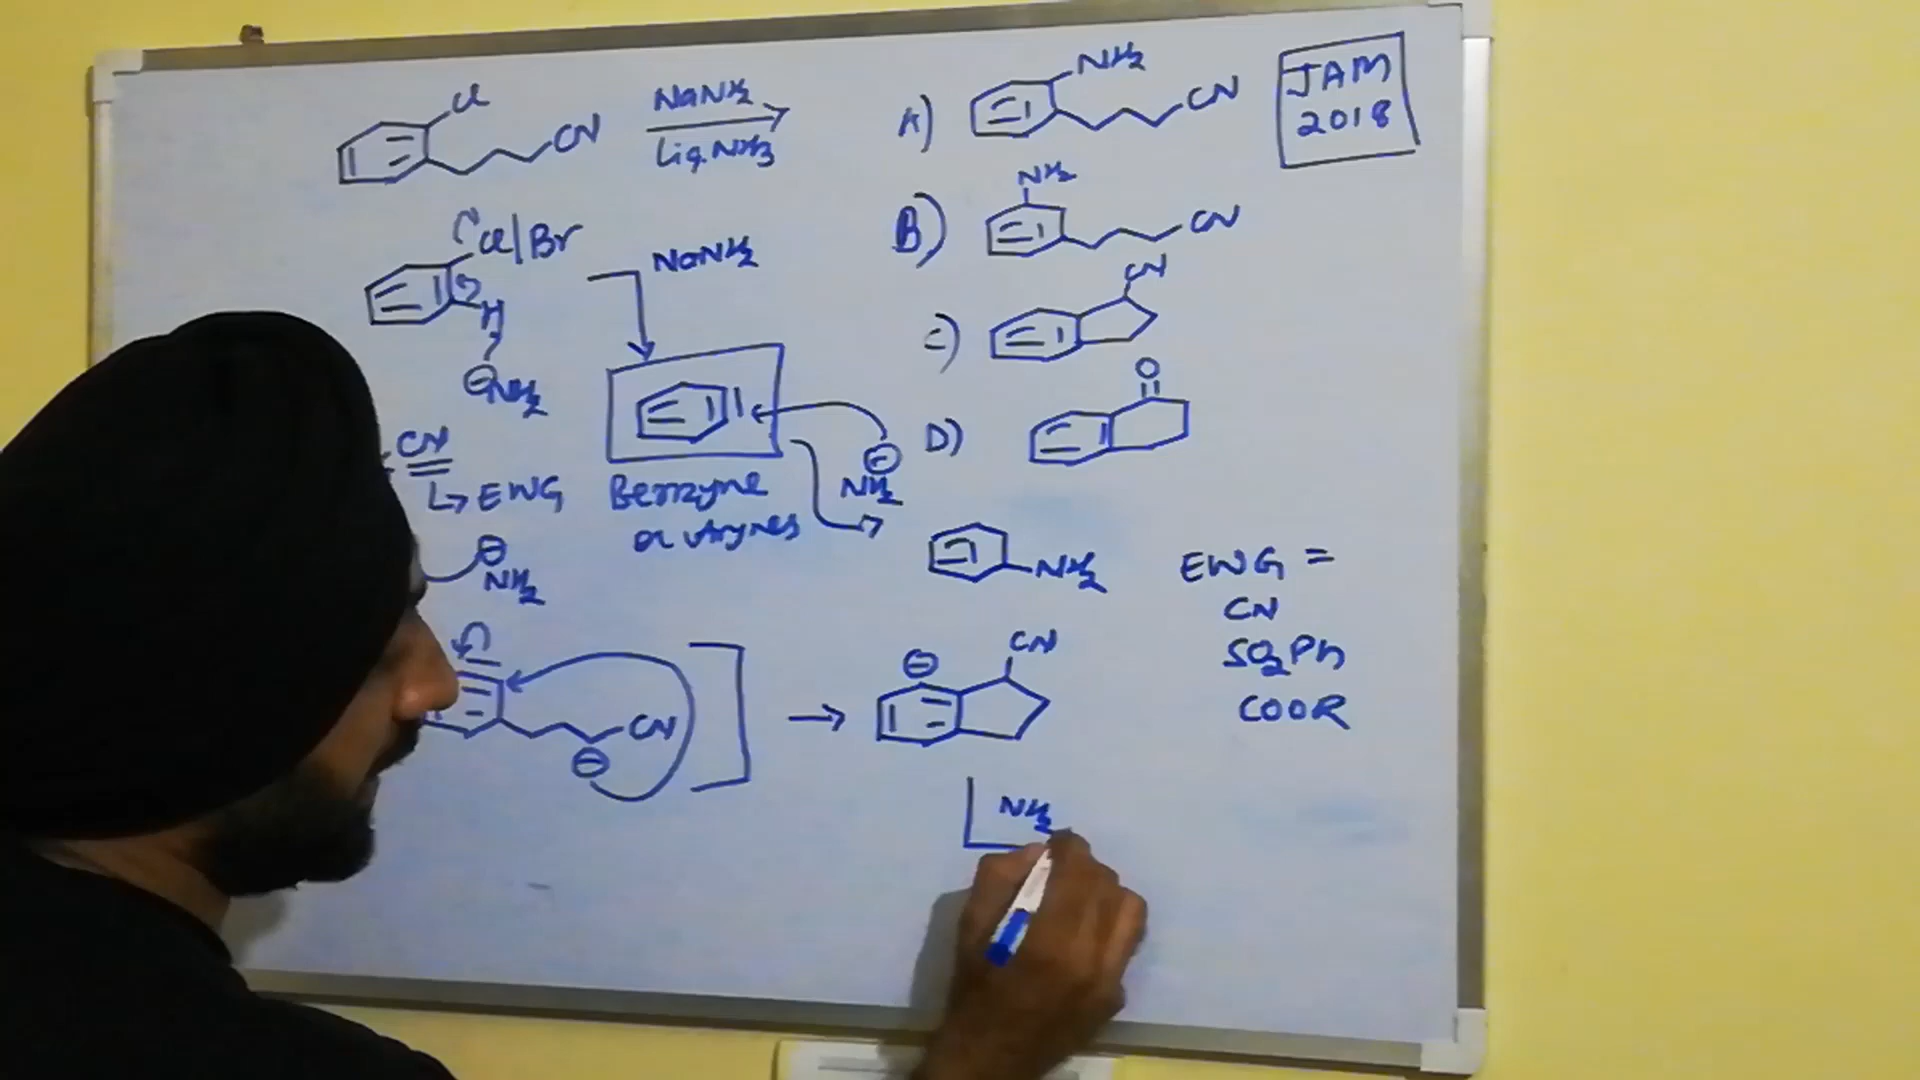 Cl
CN
NaNH2
Liq. NH3
A)
NH2
CN
JAM
2018
Cl/Br
H
⊖NH2
NaNH2
B)
NH2
CN
C)
CN
D)
O
CN
↳ EWG
Benzyne
or Arynes
⊖
NH2
⊖
NH2
NH2
EWG =
CN
SO2Ph
COOR
CN
⊖
⊖
CN
NH2